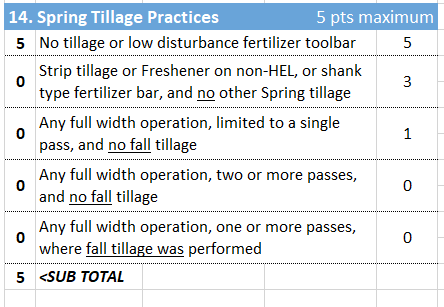 14. Spring Tillage Practices 5 pts maximum
5 No tillage or low disturbance fertilizer toolbar 5
Strip tillage or Freshener on non-HEL, or shank
0 type fertilizer bar, and no other Spring tillage 3
Any full width operation, limited to a single
0 pass, and no fall tillage 1
Any full width operation, two or more passes,
0 and no fall tillage 0
Any full width operation, one or more passes,
0 where fall tillage was performed 0
5 <SUB TOTAL